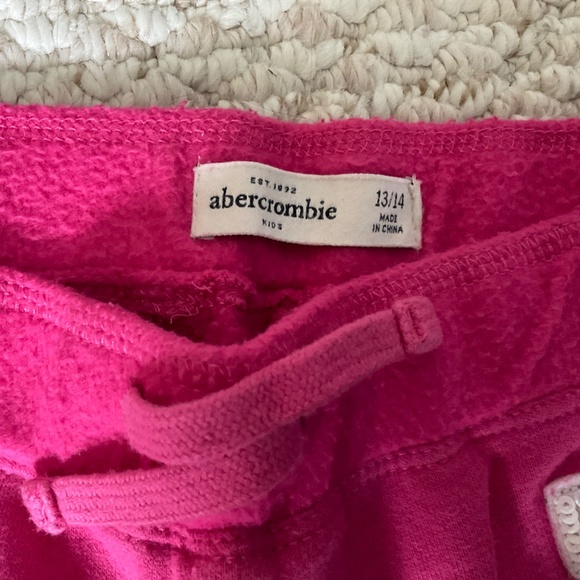 EST. 1892
abercrombie
KIDS
13/14
MADE
IN CHINA